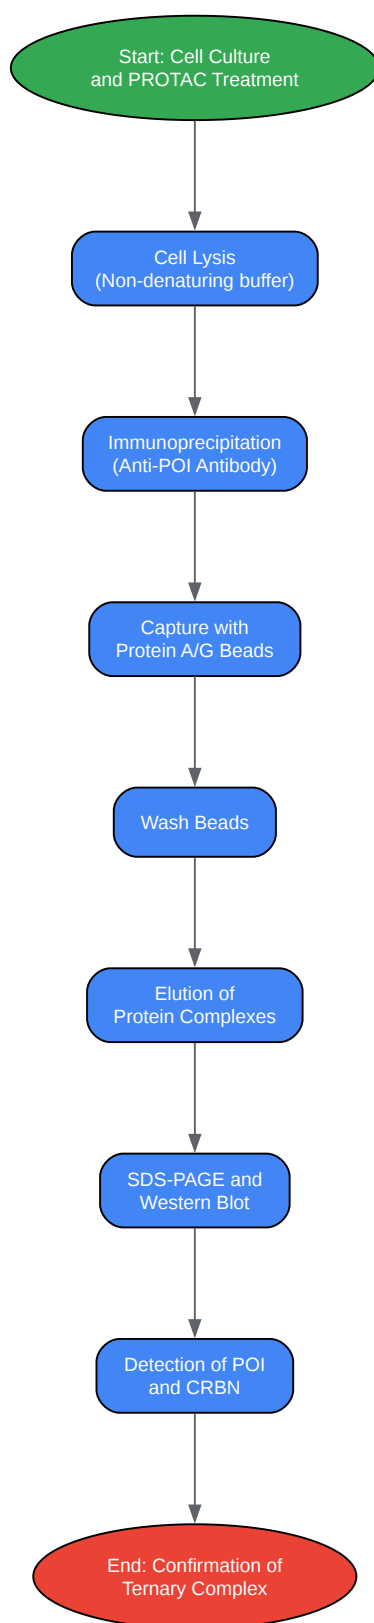 Start: Cell Culture
and PROTAC Treatment
Cell Lysis
(Non-denaturing buffer)
Immunoprecipitation
(Anti-POI Antibody)
Capture with
Protein A/G Beads
Wash Beads
Elution of
Protein Complexes
SDS-PAGE and
Western Blot
Detection of POI
and CRBN
End: Confirmation of
Ternary Complex